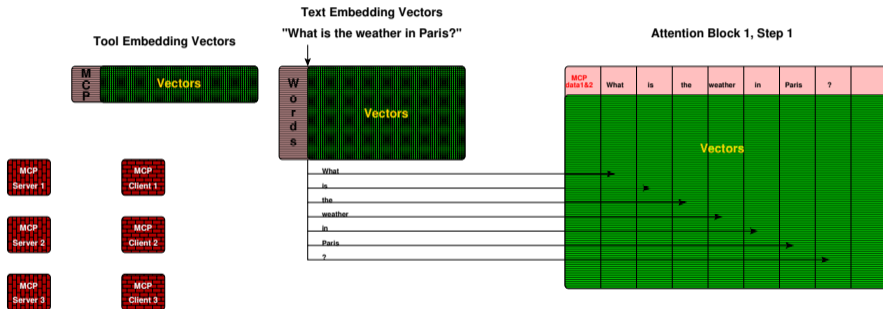 Text Embedding Vectors
Tool Embedding Vectors
"What is the weather in Paris?"
Attention Block 1, Step 1
MCP
Vectors
Words
Vectors
MCP
data1&2
What
is
the
weather
in
Paris
?
Vectors
MCP
Server 1
MCP
Client 1
What
is
the
weather
in
Paris
?
MCP
Server 2
MCP
Client 2
MCP
Server 3
MCP
Client 3